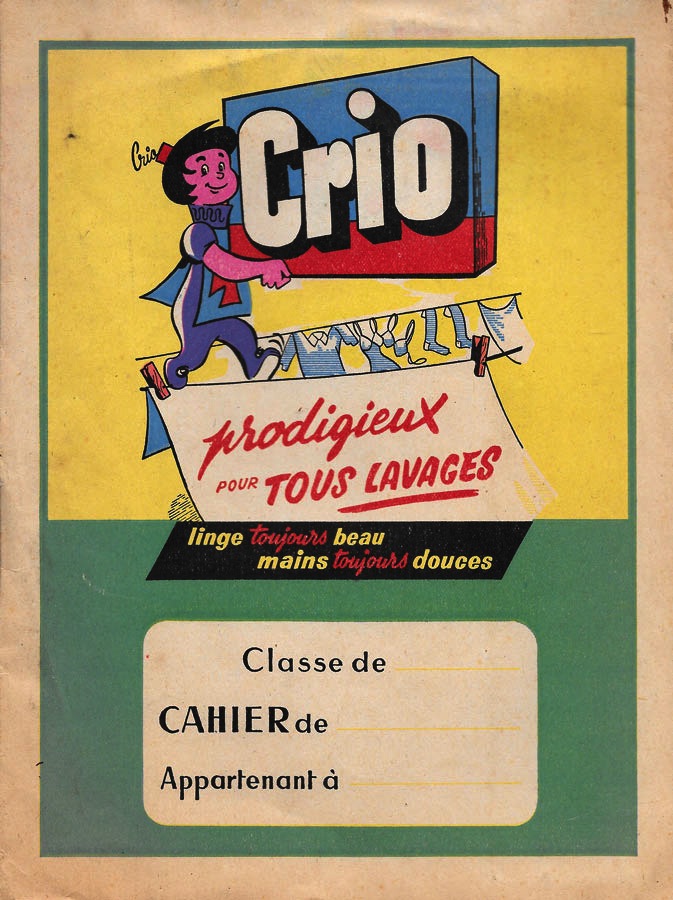 Crio
Crio
prodigieux
POUR TOUS LAVAGES
linge toujours beau
mains toujours douces
Classe de
CAHIER de
Appartenant à